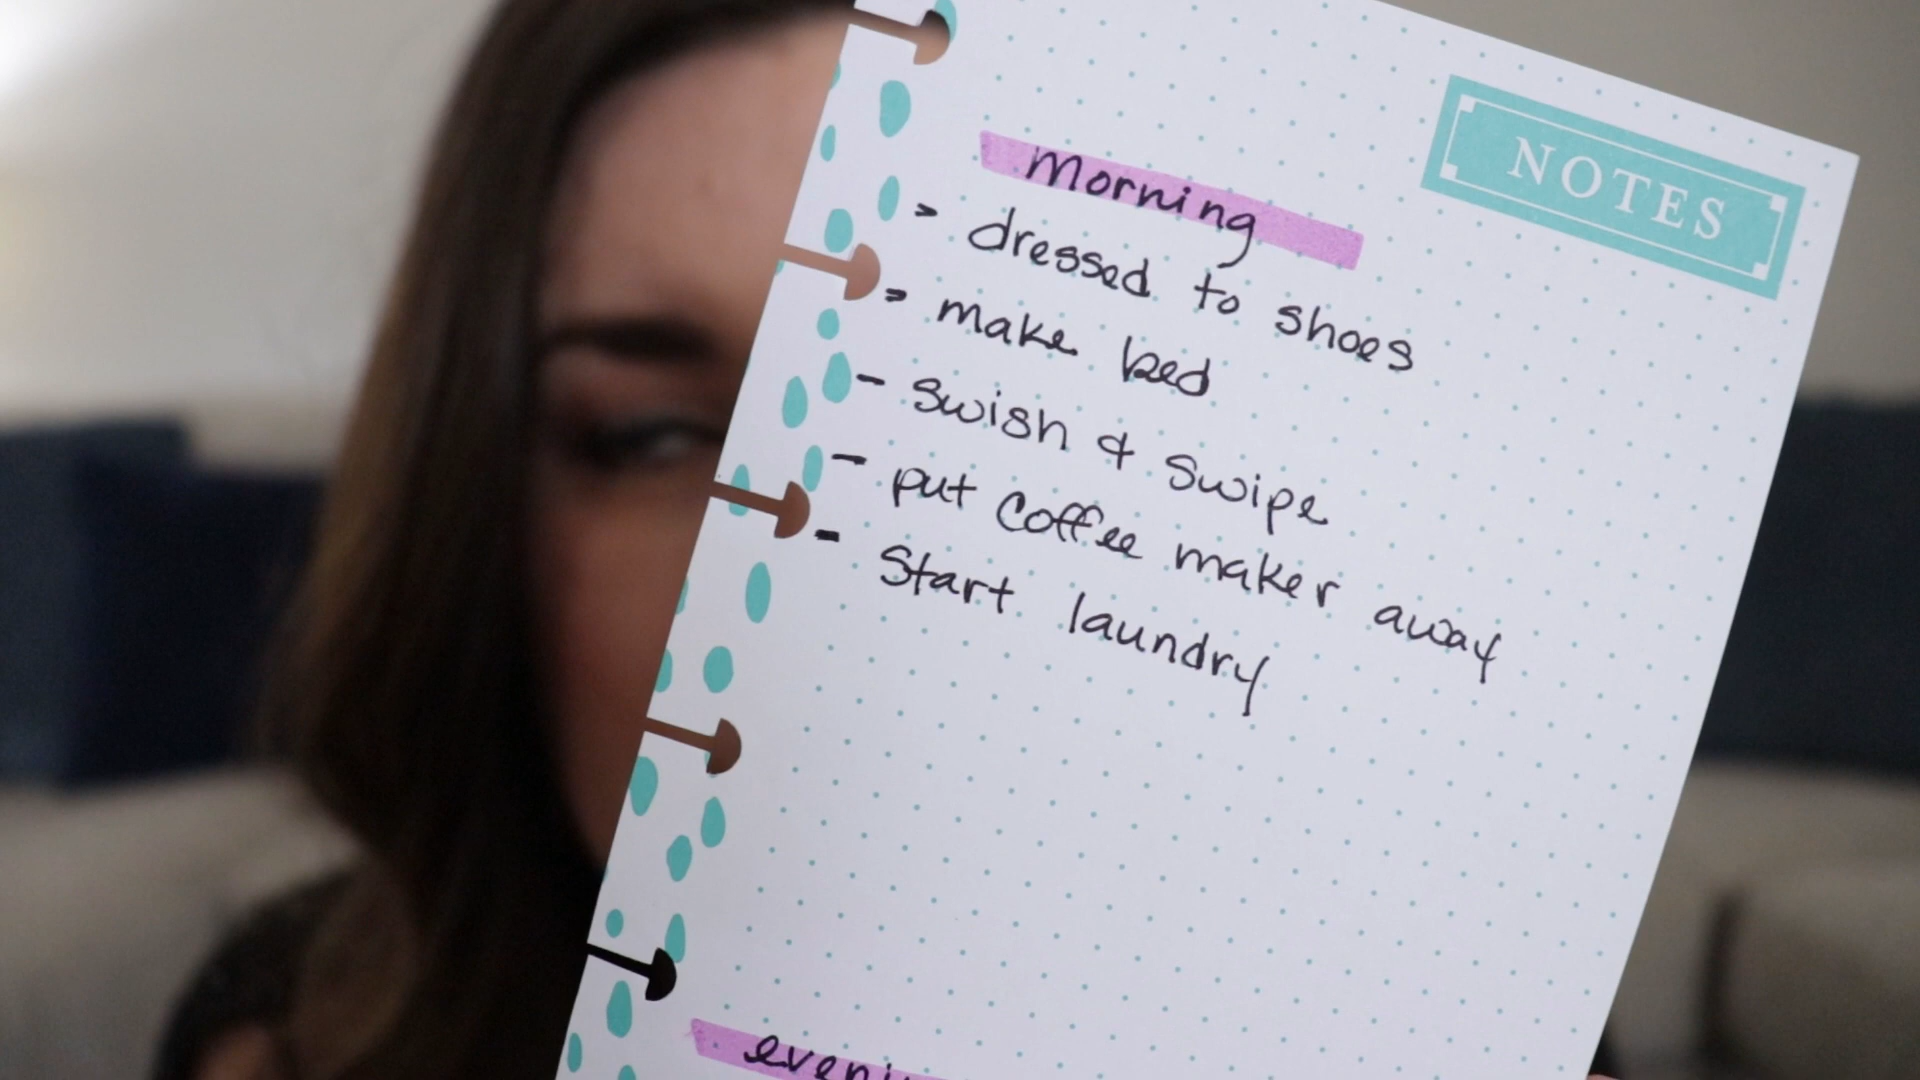 NOTES
Morning
> dressed to shoes
> make bed
- Swish & Swipe
- put Coffee maker away
- Start laundry